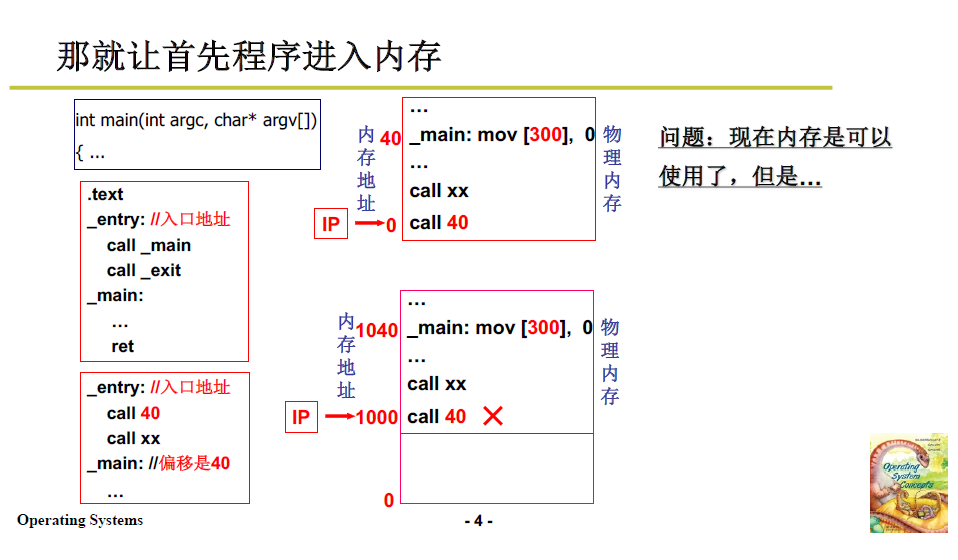 那就让首先程序进入内存
int main(int argc, char* argv[])
{ ...
.text
_entry: //入口地址
call _main
call _exit
_main:
...
ret
_entry: //入口地址
call 40
call xx
_main: //偏移是40
...
内存地址
40
0
IP
...
_main: mov [300], 0
...
call xx
call 40
物理内存
内存地址
1040
1000
0
IP
...
_main: mov [300], 0
...
call xx
call 40
物理内存
问题：现在内存是可以
使用了，但是...
Operating
System
Concepts
Operating Systems
- 4 -